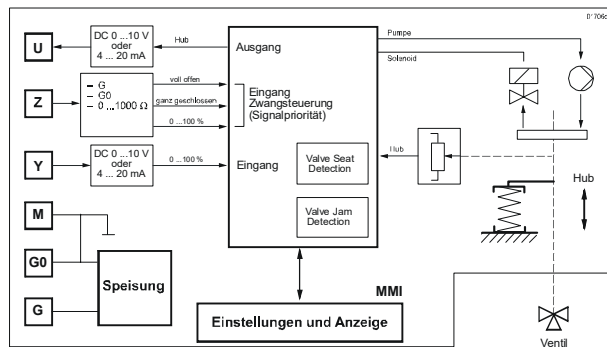 01706d
U
DC 0 ...10 V
oder
4 ... 20 mA
Hub
Ausgang
Pumpe
Solenoid
Z
– G
– G0
– 0 ...1000 Ω
voll offen
ganz geschlossen
0 ...100 %
Eingang
Zwangsteuerung
(Signalpriorität)
Y
DC 0 ...10 V
oder
4 ... 20 mA
0 ...100 %
Eingang
Valve Seat
Detection
Hub
Valve Jam
Detection
Hub
M
G0
G
Speisung
MMI
Einstellungen und Anzeige
Ventil